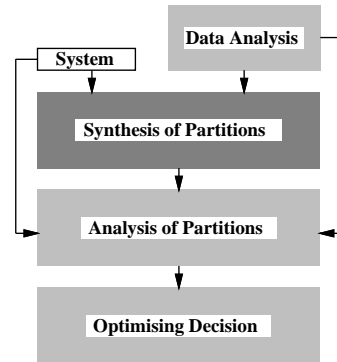 Data Analysis
System
Synthesis of Partitions
Analysis of Partitions
Optimising Decision